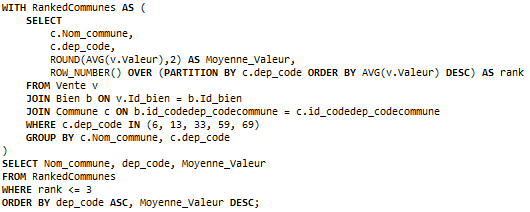 WITH RankedCommunes AS (
    SELECT
        c.Nom_commune,
        c.dep_code,
        ROUND(AVG(v.Valeur),2) AS Moyenne_Valeur,
        ROW_NUMBER() OVER (PARTITION BY c.dep_code ORDER BY AVG(v.Valeur) DESC) AS rank
    FROM Vente v
    JOIN Bien b ON v.Id_bien = b.Id_bien
    JOIN Commune c ON b.id_codedep_codecommune = c.id_codedep_codecommune
    WHERE c.dep_code IN (6, 13, 33, 59, 69)
    GROUP BY c.Nom_commune, c.dep_code
)
SELECT Nom_commune, dep_code, Moyenne_Valeur
FROM RankedCommunes
WHERE rank <= 3
ORDER BY dep_code ASC, Moyenne_Valeur DESC;